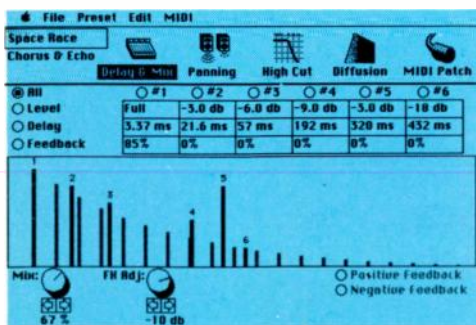 File Preset Edit MIDI
Space Race
Chorus & Echo
Delay & Mix Panning High Cut Diffusion MIDI Patch
All #1 #2 #3 #4 #5 #6
Level Full -3.0 db -6.0 db -9.0 db -3.0 db -18 db
Delay 3.37 ms 21.6 ms 57 ms 192 ms 320 ms 432 ms
Feedback 85% 0% 0% 0% 0% 0%
1 2 3 4 5 6
Mix: FX Adj: Positive Feedback
Negative Feedback
67 % -10 db